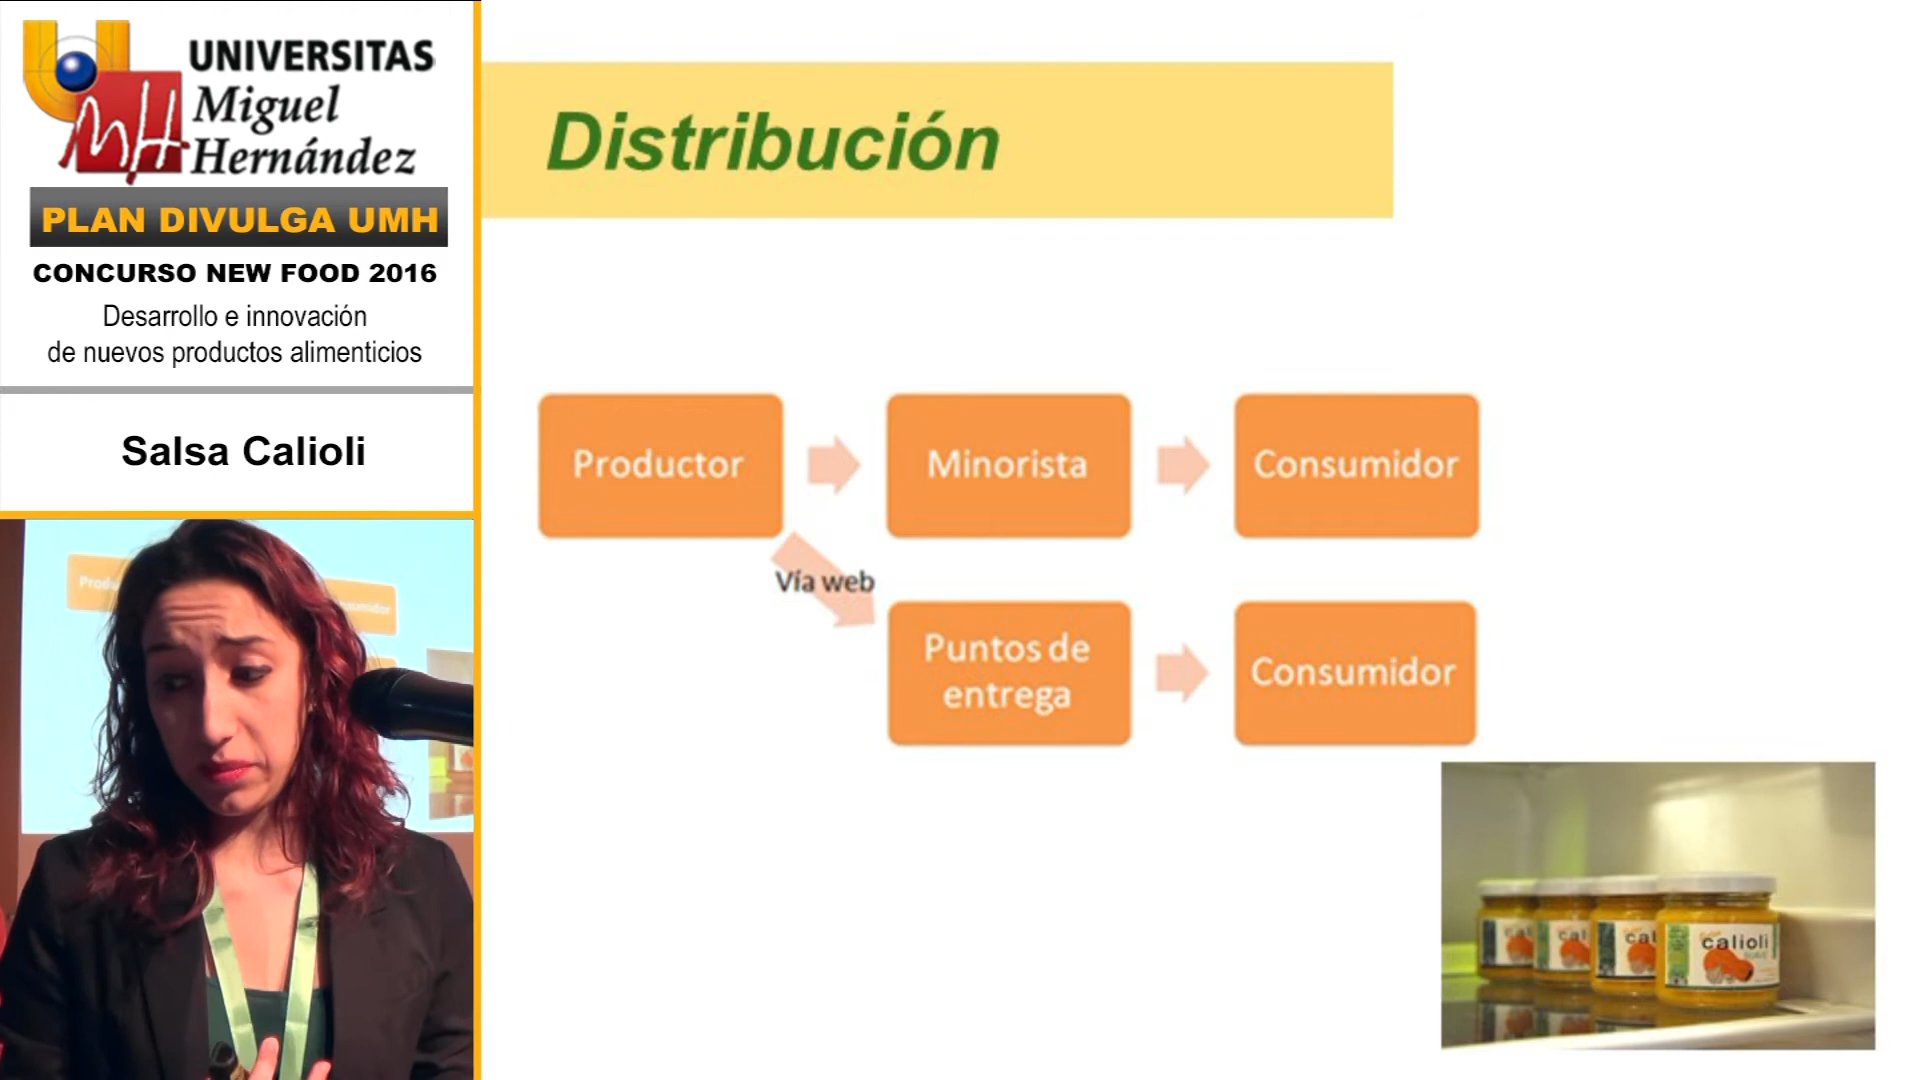 UNIVERSITAS
Miguel
Hernández
PLAN DIVULGA UMH
CONCURSO NEW FOOD 2016
Desarrollo e innovación
de nuevos productos alimenticios
Salsa Calioli
Distribución
Productor
Minorista
Consumidor
Vía web
Puntos de
entrega
Consumidor
calioli